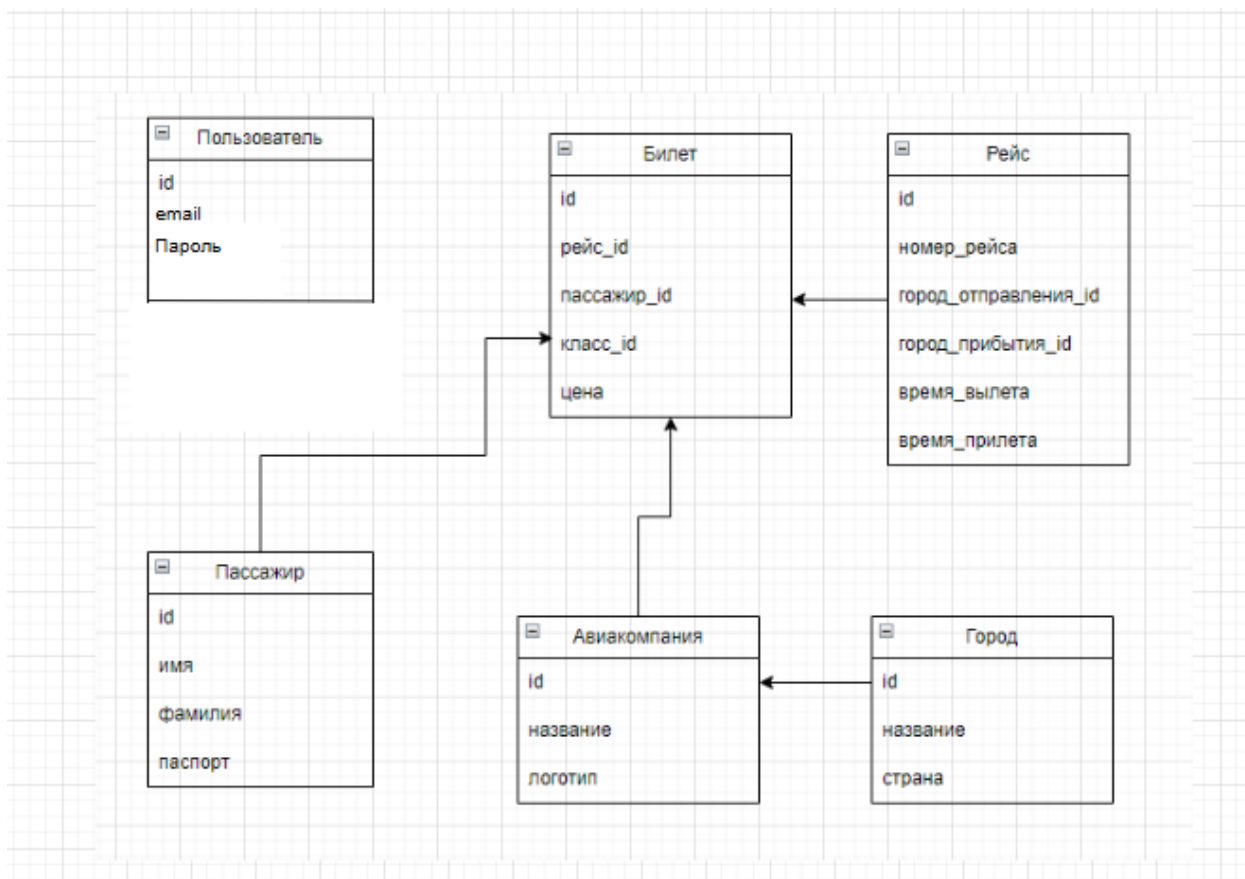 Пользователь
id
email
Пароль
Билет
id
рейс_id
пассажир_id
класс_id
цена
Рейс
id
номер_рейса
город_отправления_id
город_прибытия_id
время_вылета
время_прилета
Пассажир
id
имя
фамилия
паспорт
Авиакомпания
id
название
логотип
Город
id
название
страна